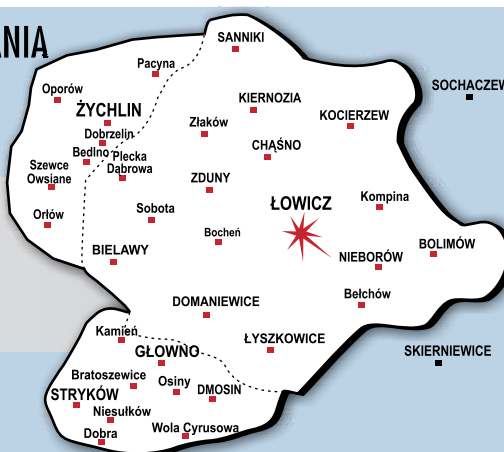 ANIA
SANNIKI
Pacyna
SOCHACZEW
Oporów
KIERNOZIA
ŻYCHLIN
KOCIERZEW
Złaków
Dobrzelin
CHĄŚNO
Bedlno
Plecka
Dąbrowa
Szewce
Owsiane
ZDUNY
Kompina
ŁOWICZ
Orłów
Sobota
Bocheń
BOLIMÓW
BIELAWY
NIEBORÓW
Bełchów
DOMANIEWICE
Kamień
ŁYSZKOWICE
GŁOWNO
SKIERNIEWICE
Bratoszewice
Osiny
DMOSIN
STRYKÓW
Niesułków
Dobra
Wola Cyrusowa